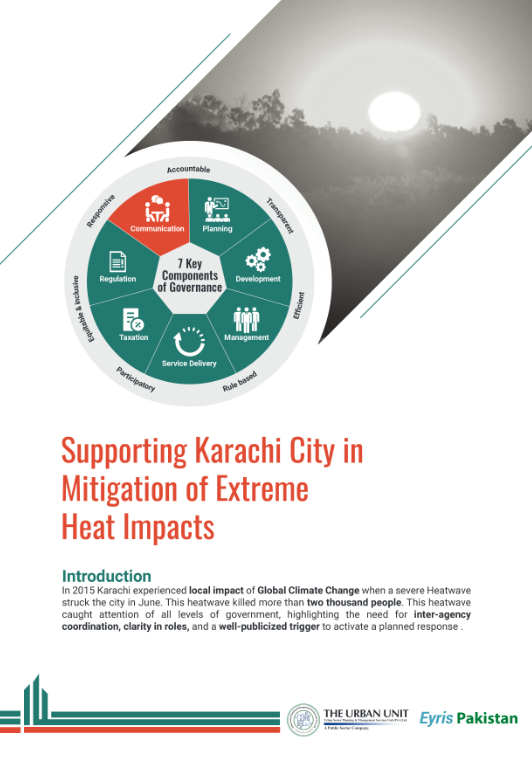 Accountable
Responsive
Transparent
Communication
Planning
7 Key
Components
of Governance
Regulation
Development
Equitable & Inclusive
Efficient
Taxation
Management
Service Delivery
Participatory
Rule based
Supporting Karachi City in
Mitigation of Extreme
Heat Impacts
Introduction
In 2015 Karachi experienced local impact of Global Climate Change when a severe Heatwave
struck the city in June. This heatwave killed more than two thousand people. This heatwave
caught attention of all levels of government, highlighting the need for inter-agency
coordination, clarity in roles, and a well-publicized trigger to activate a planned response .
THE URBAN UNIT
A Public Sector Company
Eyris Pakistan